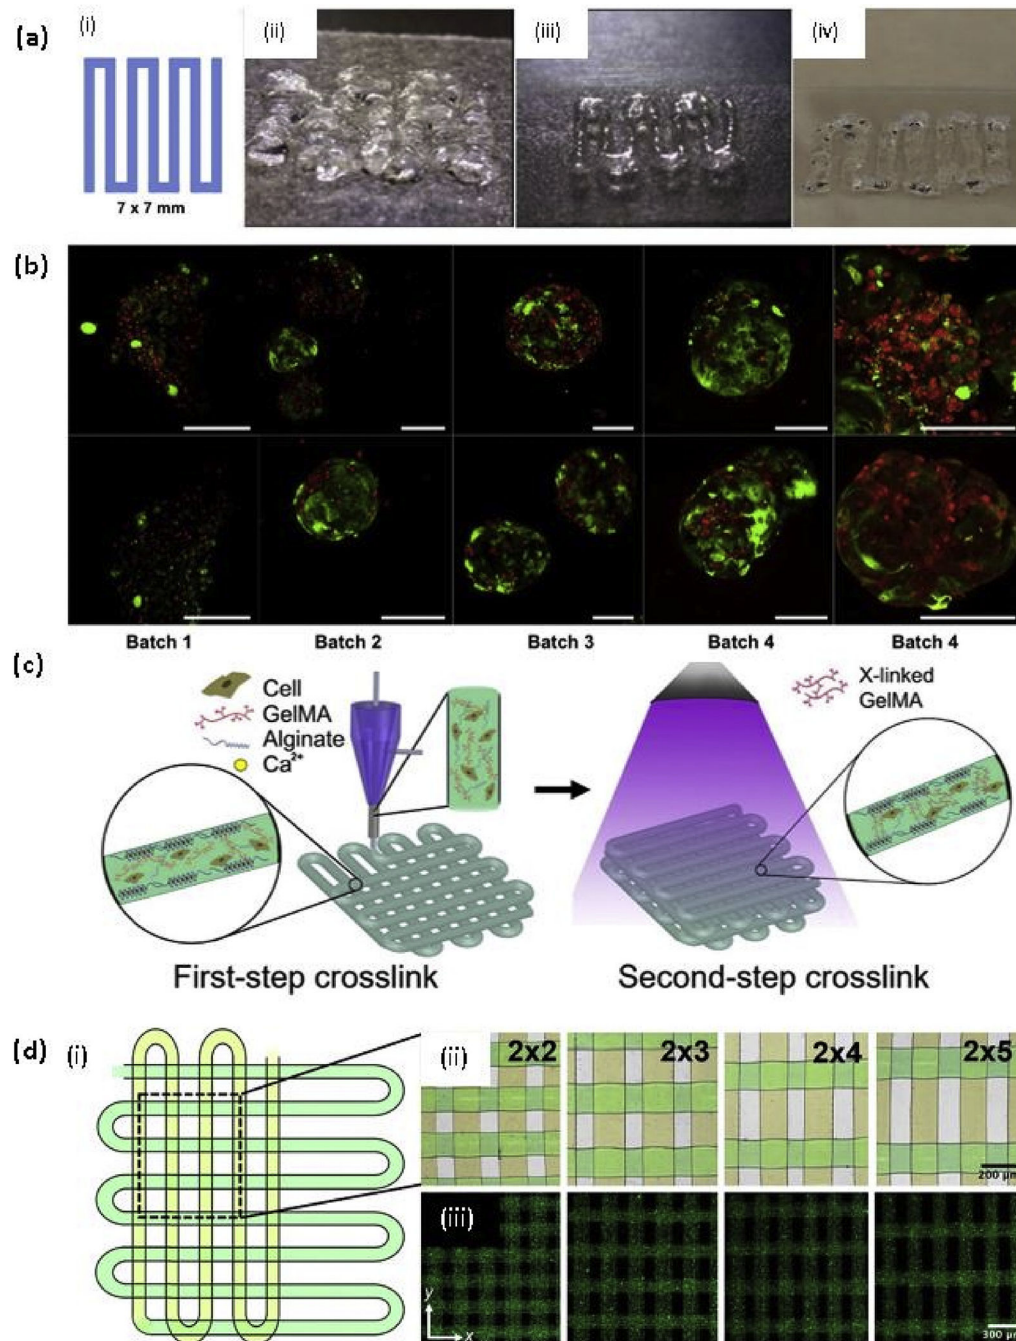 (a)
(i)
(ii)
(iii)
(iv)
7 x 7 mm
(b)
Batch 1
Batch 2
Batch 3
Batch 4
Batch 4
(c)
Cell
GelMA
Alginate
Ca²⁺
X-linked
GelMA
First-step crosslink
Second-step crosslink
(d)
(i)
(ii)
2x2
2x3
2x4
2x5
200 µm
(iii)
y
x
300 µm